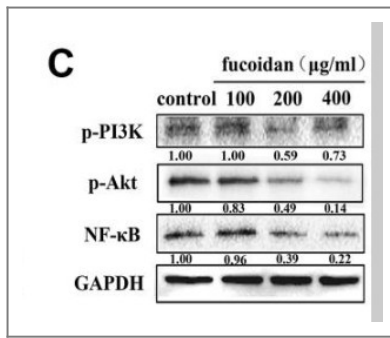 C
fucoidan（μg/ml）
control 100 200 400
p-PI3K
1.00 1.00 0.59 0.73
p-Akt
1.00 0.83 0.49 0.14
NF-κB
1.00 0.96 0.39 0.22
GAPDH